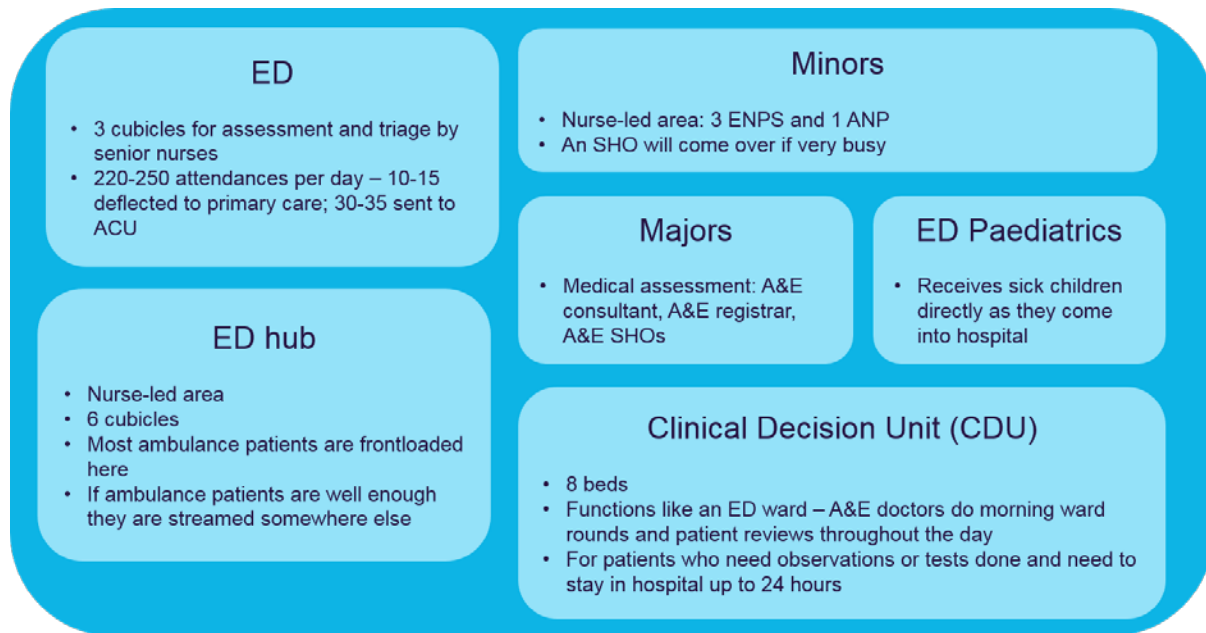 ED
• 3 cubicles for assessment and triage by
senior nurses
• 220-250 attendances per day – 10-15
deflected to primary care; 30-35 sent to
ACU
ED hub
• Nurse-led area
• 6 cubicles
• Most ambulance patients are frontloaded
here
• If ambulance patients are well enough
they are streamed somewhere else
Minors
• Nurse-led area: 3 ENPS and 1 ANP
• An SHO will come over if very busy
Majors
• Medical assessment: A&E
consultant, A&E registrar,
A&E SHOs
ED Paediatrics
• Receives sick children
directly as they come
into hospital
Clinical Decision Unit (CDU)
• 8 beds
• Functions like an ED ward – A&E doctors do morning ward
rounds and patient reviews throughout the day
• For patients who need observations or tests done and need to
stay in hospital up to 24 hours